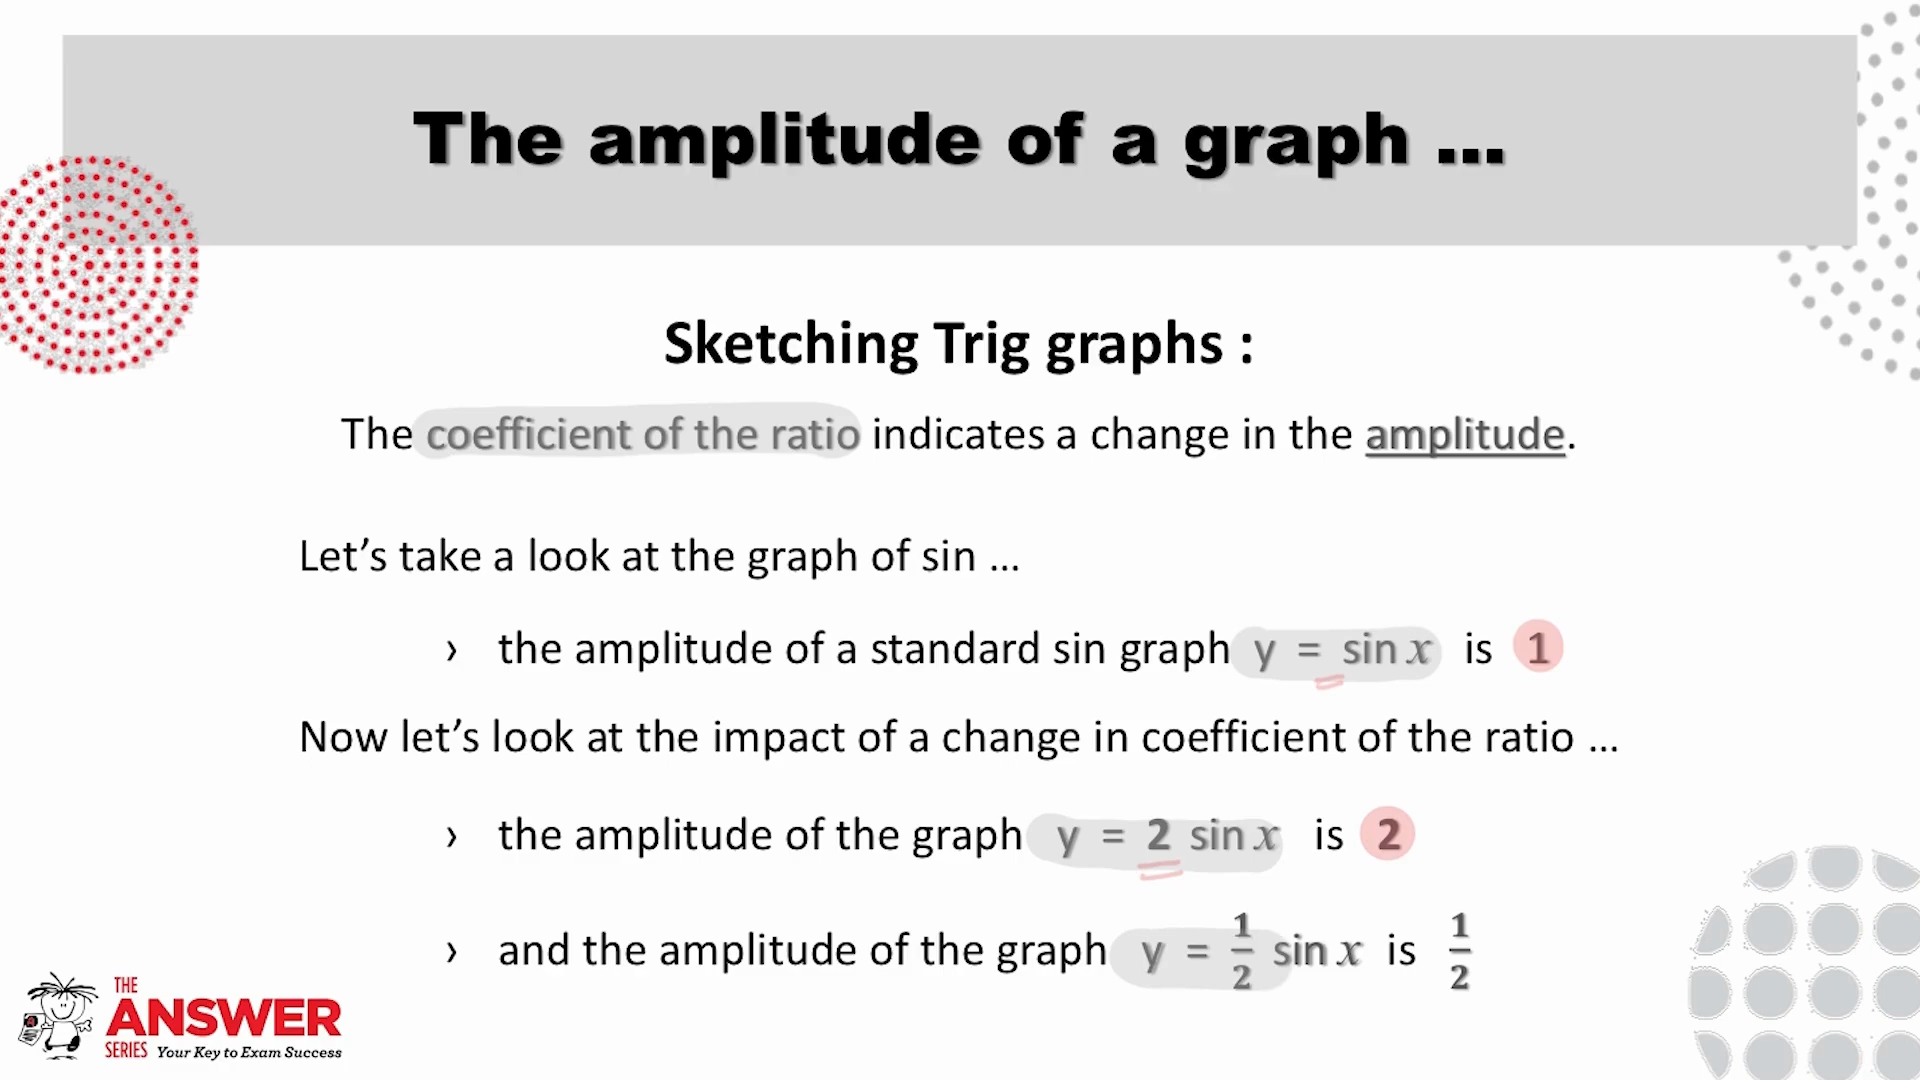 The amplitude of a graph ...
Sketching Trig graphs :
The coefficient of the ratio indicates a change in the amplitude.
Let’s take a look at the graph of sin ...
› the amplitude of a standard sin graph y = sin x is 1
Now let’s look at the impact of a change in coefficient of the ratio ...
› the amplitude of the graph y = 2 sin x is 2
› and the amplitude of the graph y = 1/2 sin x is 1/2
THE
ANSWER
SERIES Your Key to Exam Success